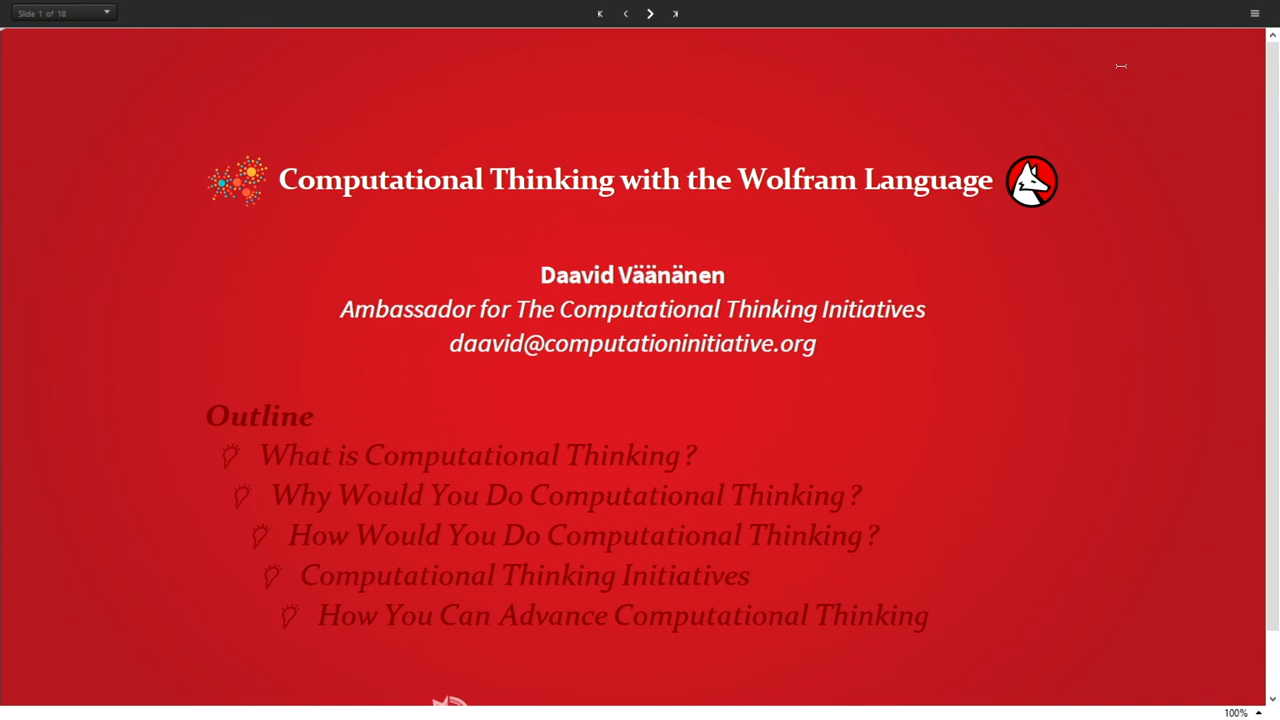 Slide 1 of 18
Computational Thinking with the Wolfram Language
Daavid Väänänen
Ambassador for The Computational Thinking Initiatives
daavid@computationinitiative.org
Outline
What is Computational Thinking?
Why Would You Do Computational Thinking?
How Would You Do Computational Thinking?
Computational Thinking Initiatives
How You Can Advance Computational Thinking
100%